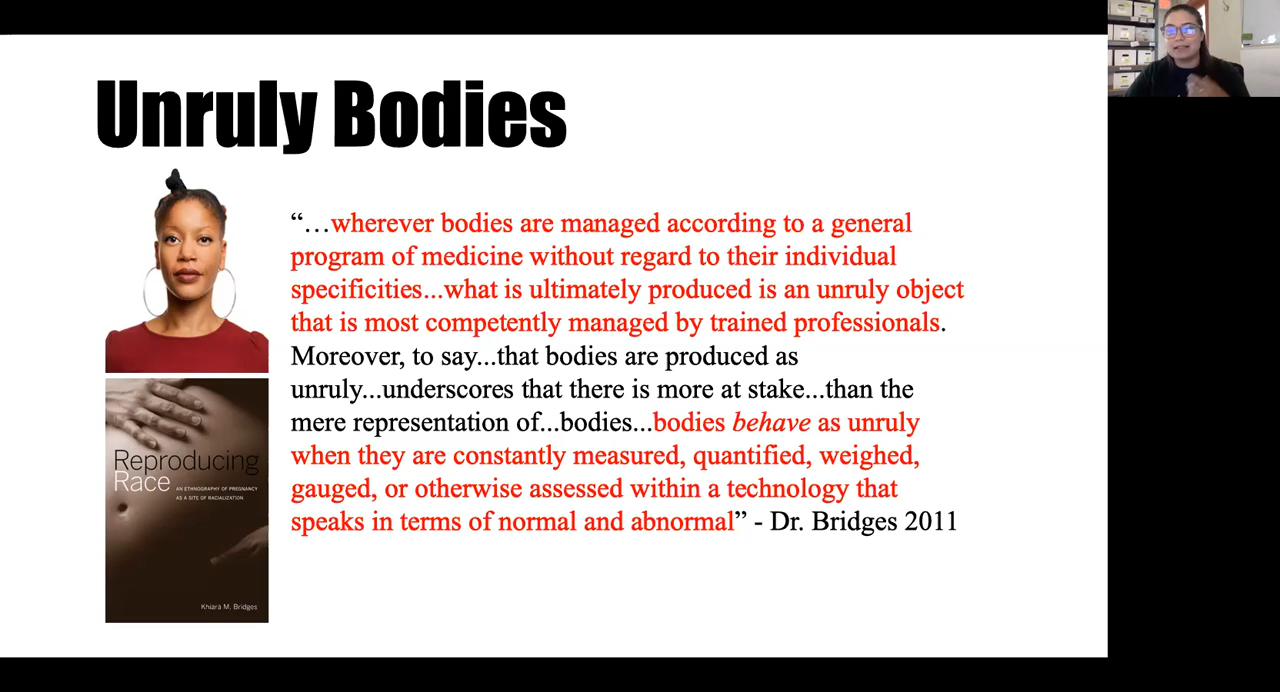 Unruly Bodies
“…wherever bodies are managed according to a general
program of medicine without regard to their individual
specificities...what is ultimately produced is an unruly object
that is most competently managed by trained professionals.
Moreover, to say...that bodies are produced as
unruly...underscores that there is more at stake...than the
mere representation of...bodies...bodies behave as unruly
when they are constantly measured, quantified, weighed,
gauged, or otherwise assessed within a technology that
speaks in terms of normal and abnormal” - Dr. Bridges 2011
Reproducing
Race AN ETHNOGRAPHY OF PREGNANCY
AS A SITE OF RACIALIZATION
Khiara M. Bridges